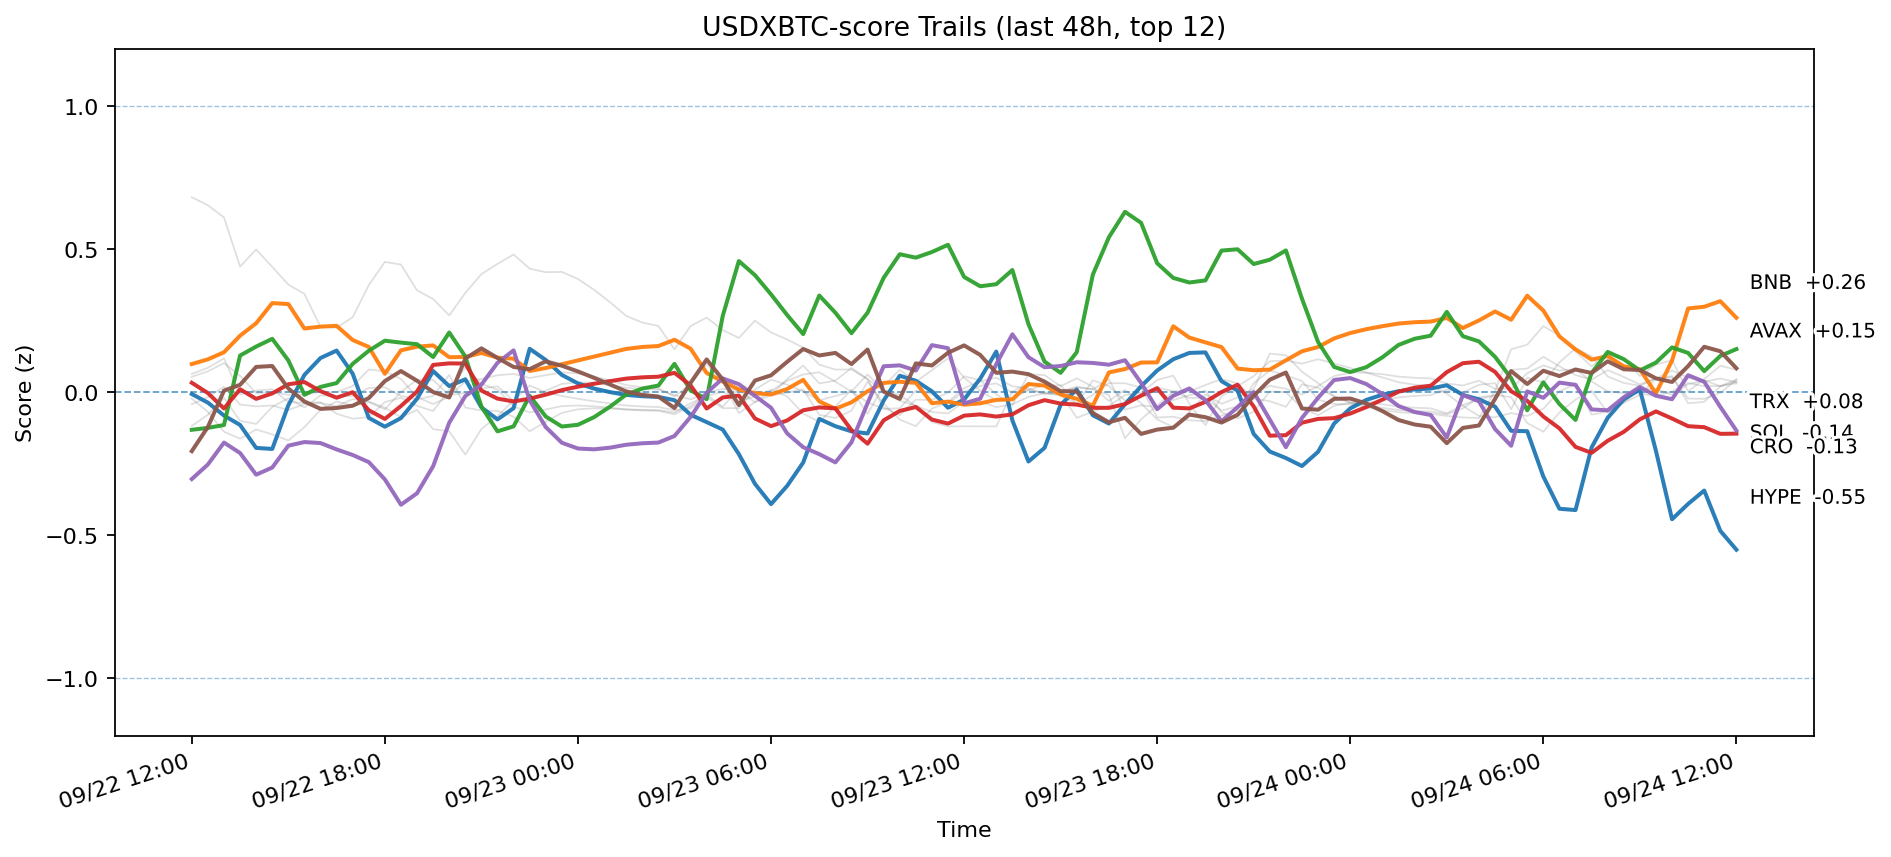 USDXBTC-score Trails (last 48h, top 12)
Score (z)
1.0
0.5
0.0
−0.5
−1.0
BNB +0.26
AVAX +0.15
TRX +0.08
SOL -0.14
CRO -0.13
HYPE -0.55
09/22 12:00
09/22 18:00
09/23 00:00
09/23 06:00
09/23 12:00
09/23 18:00
09/24 00:00
09/24 06:00
09/24 12:00
Time